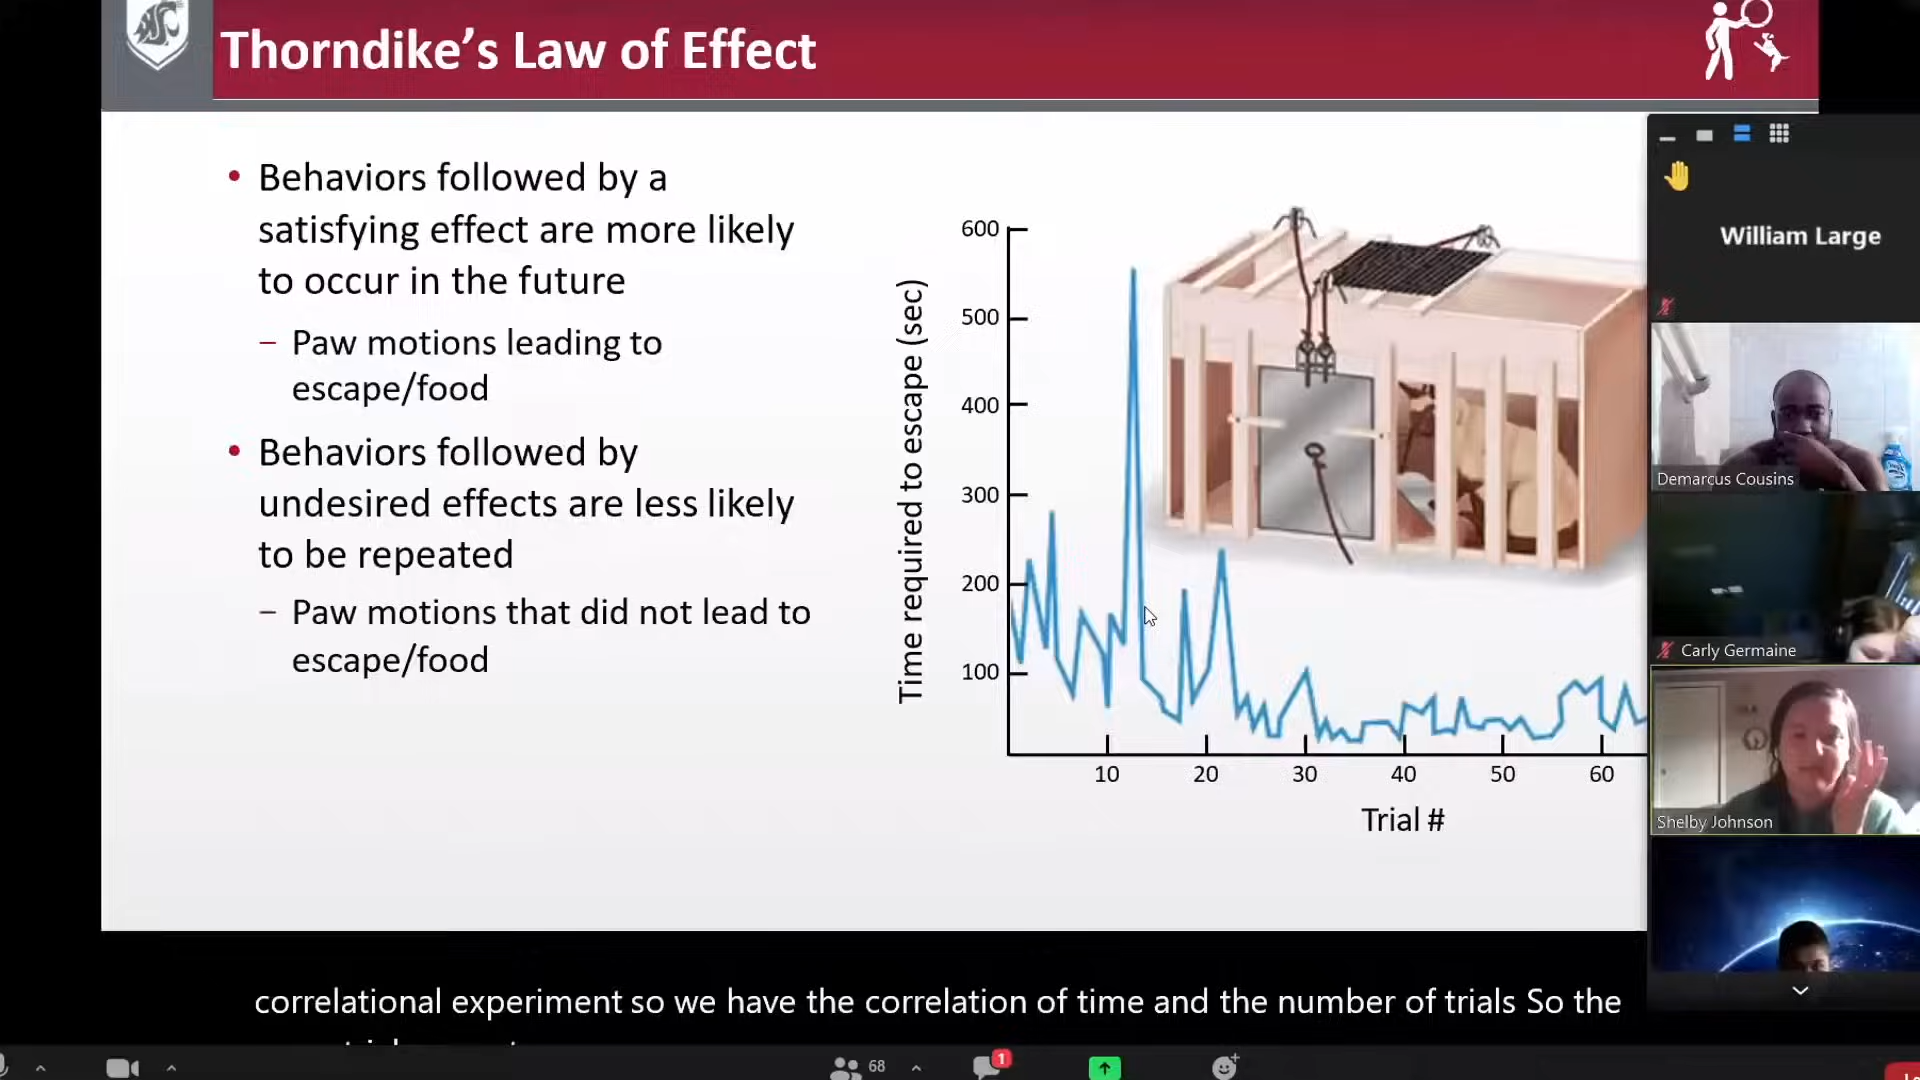 Thorndike's Law of Effect
• Behaviors followed by a
satisfying effect are more likely
to occur in the future
– Paw motions leading to
escape/food
• Behaviors followed by
undesired effects are less likely
to be repeated
– Paw motions that did not lead to
escape/food
Time required to escape (sec)
600
500
400
300
200
100
10 20 30 40 50 60
Trial #
William Large
Demarcus Cousins
Carly Germaine
Shelby Johnson
correlational experiment so we have the correlation of time and the number of trials So the
68
1